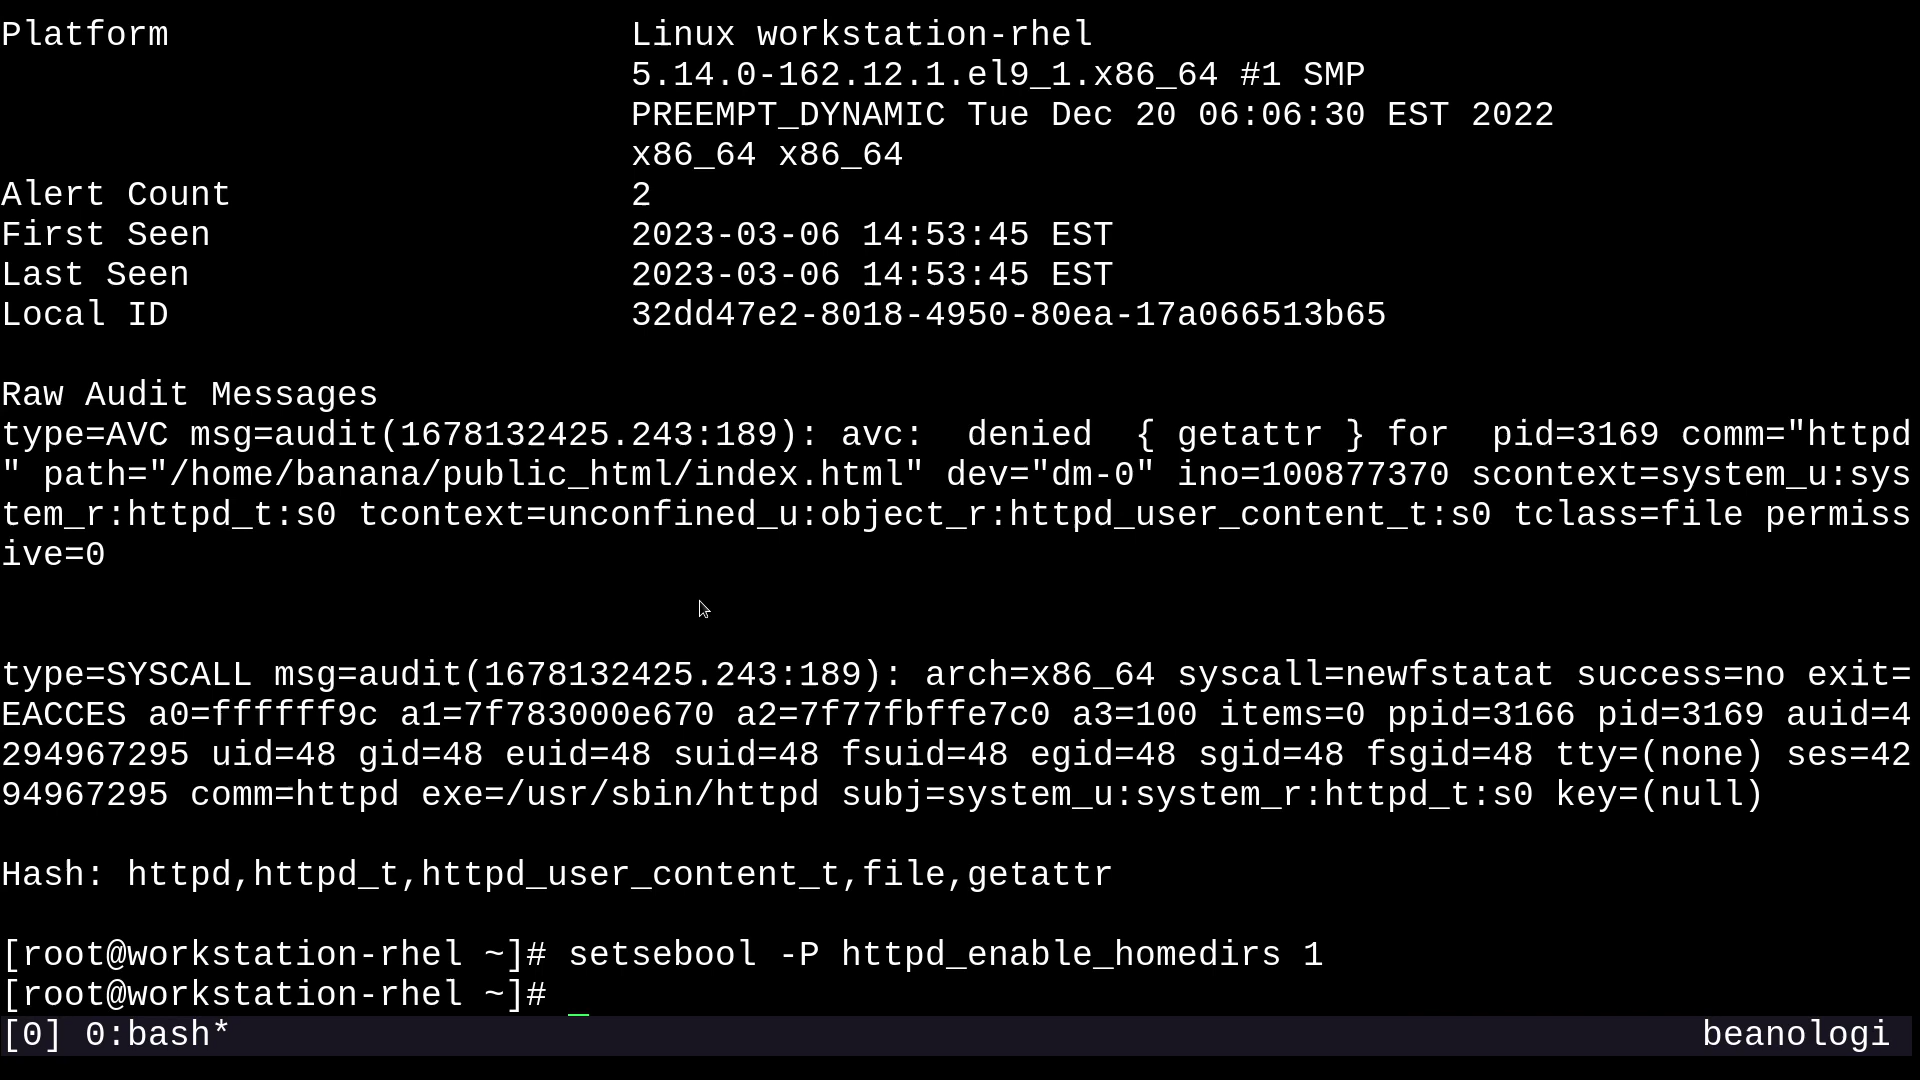 Platform                      Linux workstation-rhel
                              5.14.0-162.12.1.el9_1.x86_64 #1 SMP
                              PREEMPT_DYNAMIC Tue Dec 20 06:06:30 EST 2022
                              x86_64 x86_64
Alert Count                   2
First Seen                    2023-03-06 14:53:45 EST
Last Seen                     2023-03-06 14:53:45 EST
Local ID                      32dd47e2-8018-4950-80ea-17a066513b65

Raw Audit Messages
type=AVC msg=audit(1678132425.243:189): avc:  denied  { getattr } for  pid=3169 comm="httpd
" path="/home/banana/public_html/index.html" dev="dm-0" ino=100877370 scontext=system_u:sys
tem_r:httpd_t:s0 tcontext=unconfined_u:object_r:httpd_user_content_t:s0 tclass=file permiss
ive=0

type=SYSCALL msg=audit(1678132425.243:189): arch=x86_64 syscall=newfstatat success=no exit=
EACCES a0=ffffff9c a1=7f783000e670 a2=7f77fbffe7c0 a3=100 items=0 ppid=3166 pid=3169 auid=4
294967295 uid=48 gid=48 euid=48 suid=48 fsuid=48 egid=48 sgid=48 fsgid=48 tty=(none) ses=42
94967295 comm=httpd exe=/usr/sbin/httpd subj=system_u:system_r:httpd_t:s0 key=(null)

Hash: httpd,httpd_t,httpd_user_content_t,file,getattr

[root@workstation-rhel ~]# setsebool -P httpd_enable_homedirs 1
[root@workstation-rhel ~]#
[0] 0:bash* beanologi